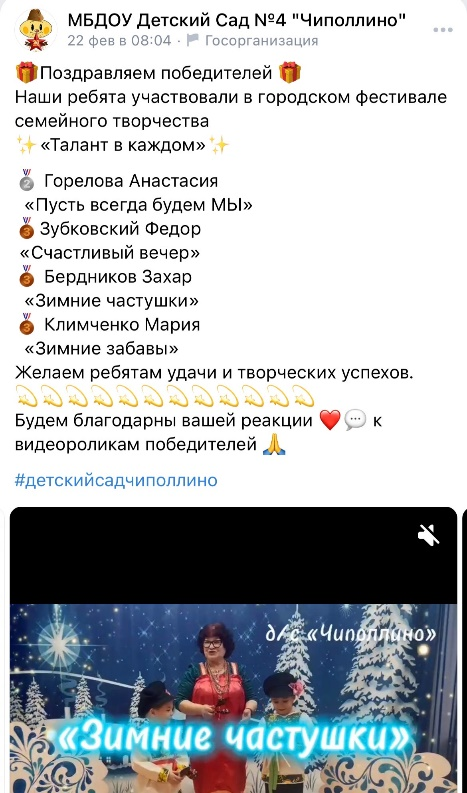 МБДОУ Детский Сад №4 "Чиполлино"
22 фев в 08:04 · Госорганизация
🎁Поздравляем победителей 🎁
Наши ребята участвовали в городском фестивале
семейного творчества
✨«Талант в каждом»✨
🥈 Горелова Анастасия
«Пусть всегда будем МЫ»
🥉Зубковский Федор
«Счастливый вечер»
🥉 Бердников Захар
«Зимние частушки»
🥉 Климченко Мария
«Зимние забавы»
Желаем ребятам удачи и творческих успехов.
💫💫💫💫💫💫💫💫💫💫💫💫
Будем благодарны вашей реакции ❤️💬 к
видеороликам победителей 🙏
#детскийсадчиполлино
д/с «Чиполлино»
«Зимние частушки»